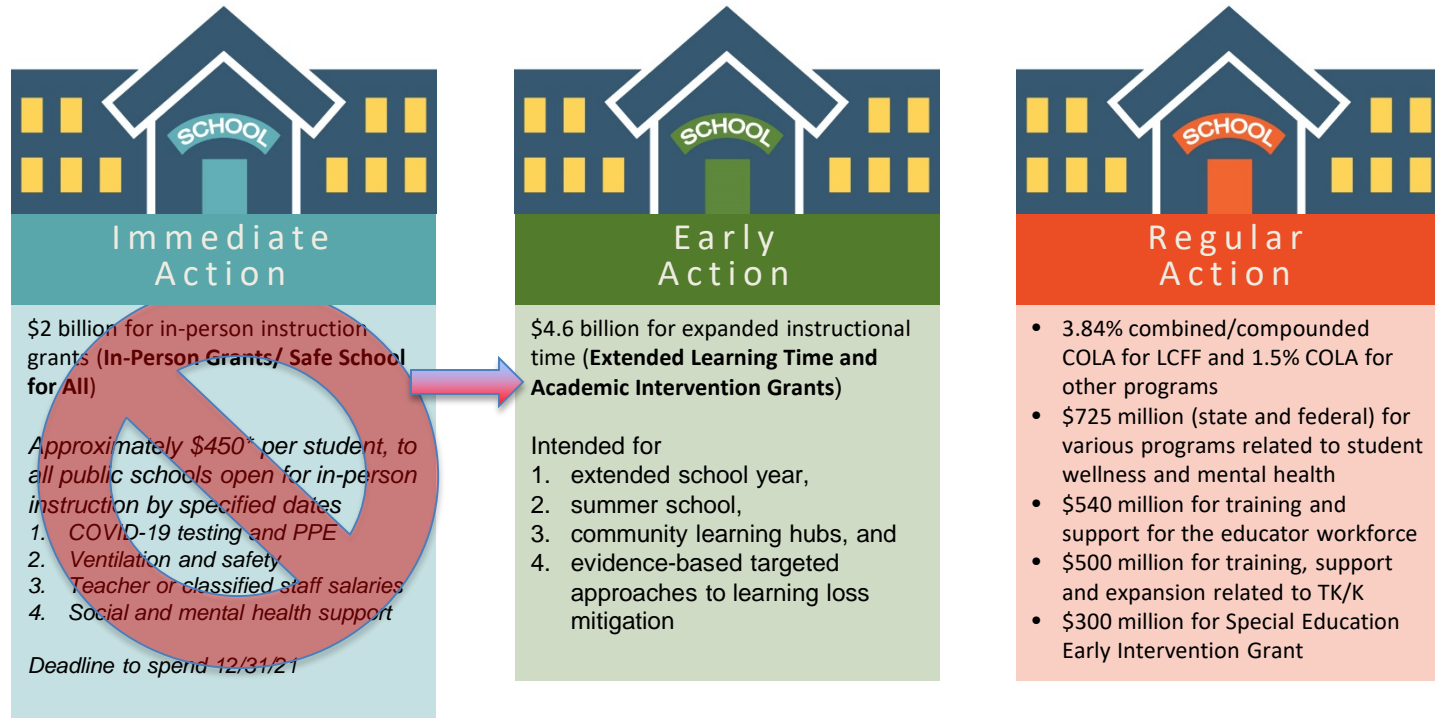 SCHOOL
Immediate
Action
$2 billion for in-person instruction
grants (In-Person Grants/ Safe School
for All)
Approximately $450* per student, to
all public schools open for in-person
instruction by specified dates
1. COVID-19 testing and PPE
2. Ventilation and safety
3. Teacher or classified staff salaries
4. Social and mental health support
Deadline to spend 12/31/21
SCHOOL
Early
Action
$4.6 billion for expanded instructional
time (Extended Learning Time and
Academic Intervention Grants)
Intended for
1. extended school year,
2. summer school,
3. community learning hubs, and
4. evidence-based targeted
approaches to learning loss
mitigation
SCHOOL
Regular
Action
• 3.84% combined/compounded
COLA for LCFF and 1.5% COLA for
other programs
• $725 million (state and federal) for
various programs related to student
wellness and mental health
• $540 million for training and
support for the educator workforce
• $500 million for training, support
and expansion related to TK/K
• $300 million for Special Education
Early Intervention Grant